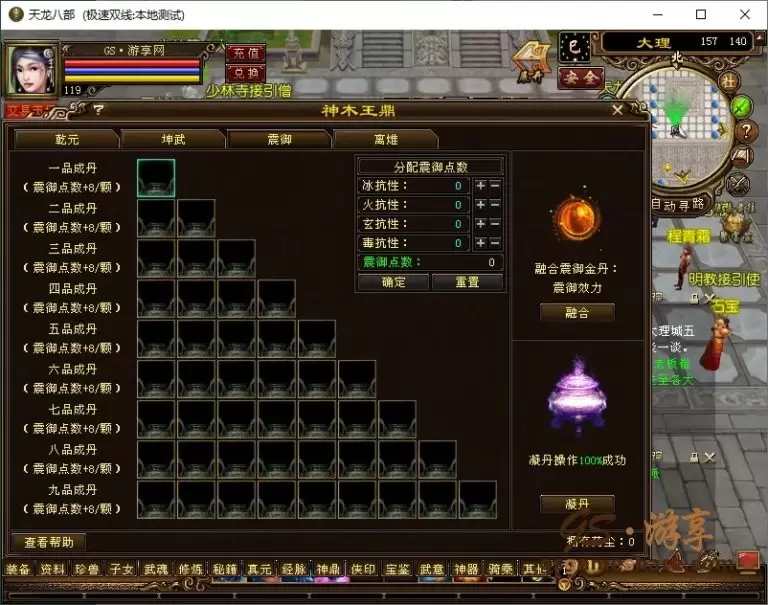 天龙八部 (极速双线:本地测试)
GS·游享网
充值
兑换
119
大理 157 140
北
安全
少林寺接引僧
自动寻路
神木王鼎
?
乾元 坤武 震御 离雉
一品成丹
(震御点数+8/颗)
二品成丹
(震御点数+8/颗)
三品成丹
(震御点数+8/颗)
四品成丹
(震御点数+8/颗)
五品成丹
(震御点数+8/颗)
六品成丹
(震御点数+8/颗)
七品成丹
(震御点数+8/颗)
八品成丹
(震御点数+8/颗)
九品成丹
(震御点数+8/颗)
分配震御点数
冰抗性: 0
火抗性: 0
玄抗性: 0
毒抗性: 0
震御点数: 0
确定 重置
融合震御金丹:
震御效力
融合
凝丹操作100%成功
凝丹
查看帮助
程青霜
明教接引使
石宝
GS·游享
装备 资料 珍兽 子女 武魂 修炼 秘籍 真元 经脉 神鼎 侠印 宝鉴 武意 神器 骑乘 其他